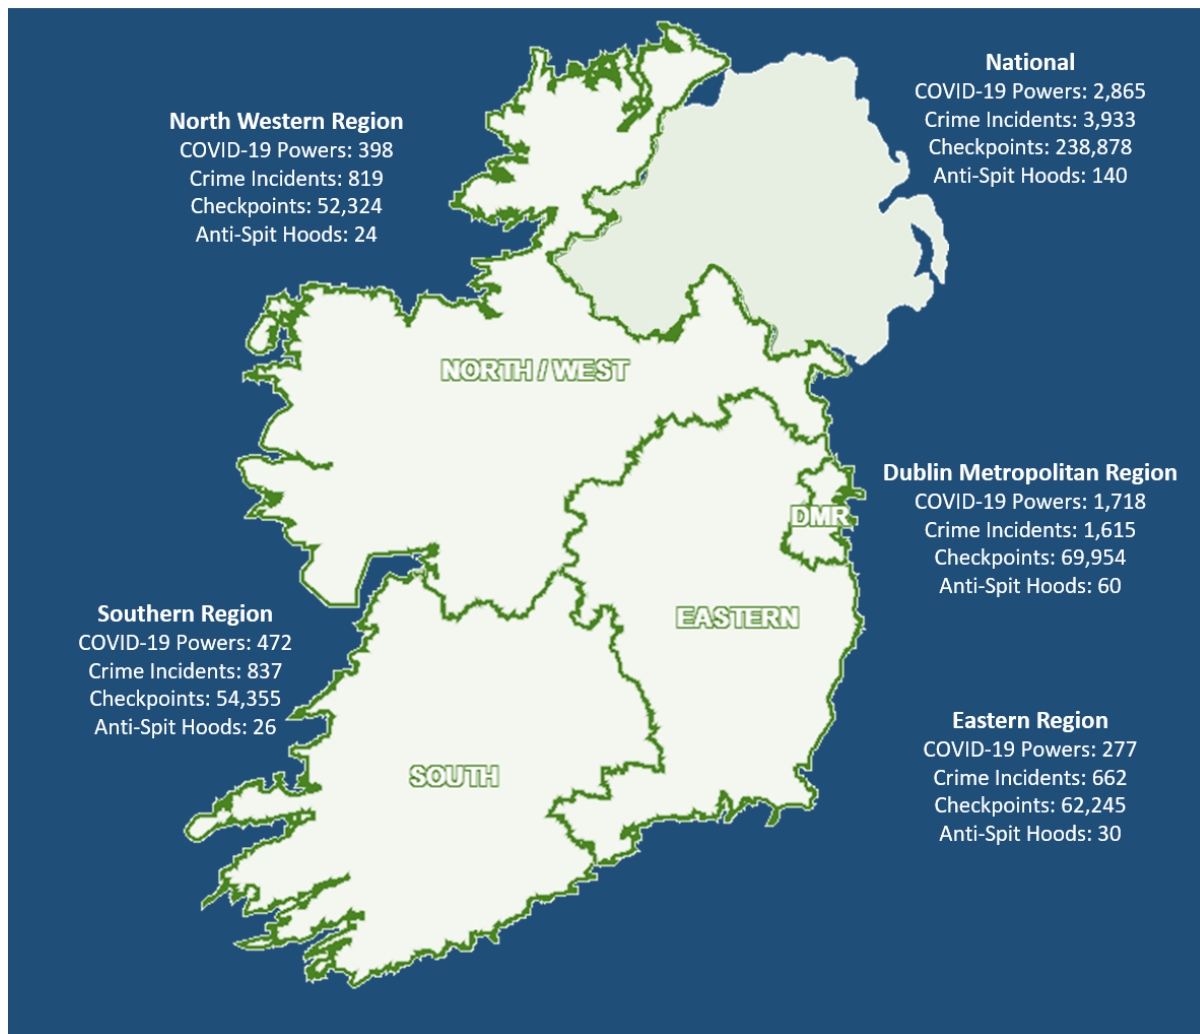 National
COVID-19 Powers: 2,865
Crime Incidents: 3,933
Checkpoints: 238,878
Anti-Spit Hoods: 140
North Western Region
COVID-19 Powers: 398
Crime Incidents: 819
Checkpoints: 52,324
Anti-Spit Hoods: 24
NORTH / WEST
Dublin Metropolitan Region
COVID-19 Powers: 1,718
Crime Incidents: 1,615
Checkpoints: 69,954
Anti-Spit Hoods: 60
DMR
EASTERN
Southern Region
COVID-19 Powers: 472
Crime Incidents: 837
Checkpoints: 54,355
Anti-Spit Hoods: 26
SOUTH
Eastern Region
COVID-19 Powers: 277
Crime Incidents: 662
Checkpoints: 62,245
Anti-Spit Hoods: 30